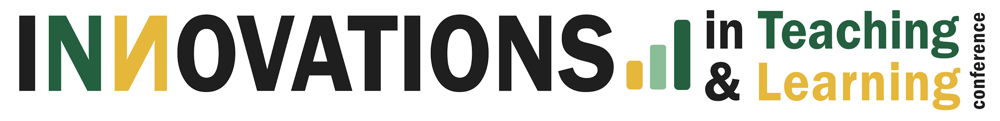 INNOVATIONS
in Teaching
& Learning
conference